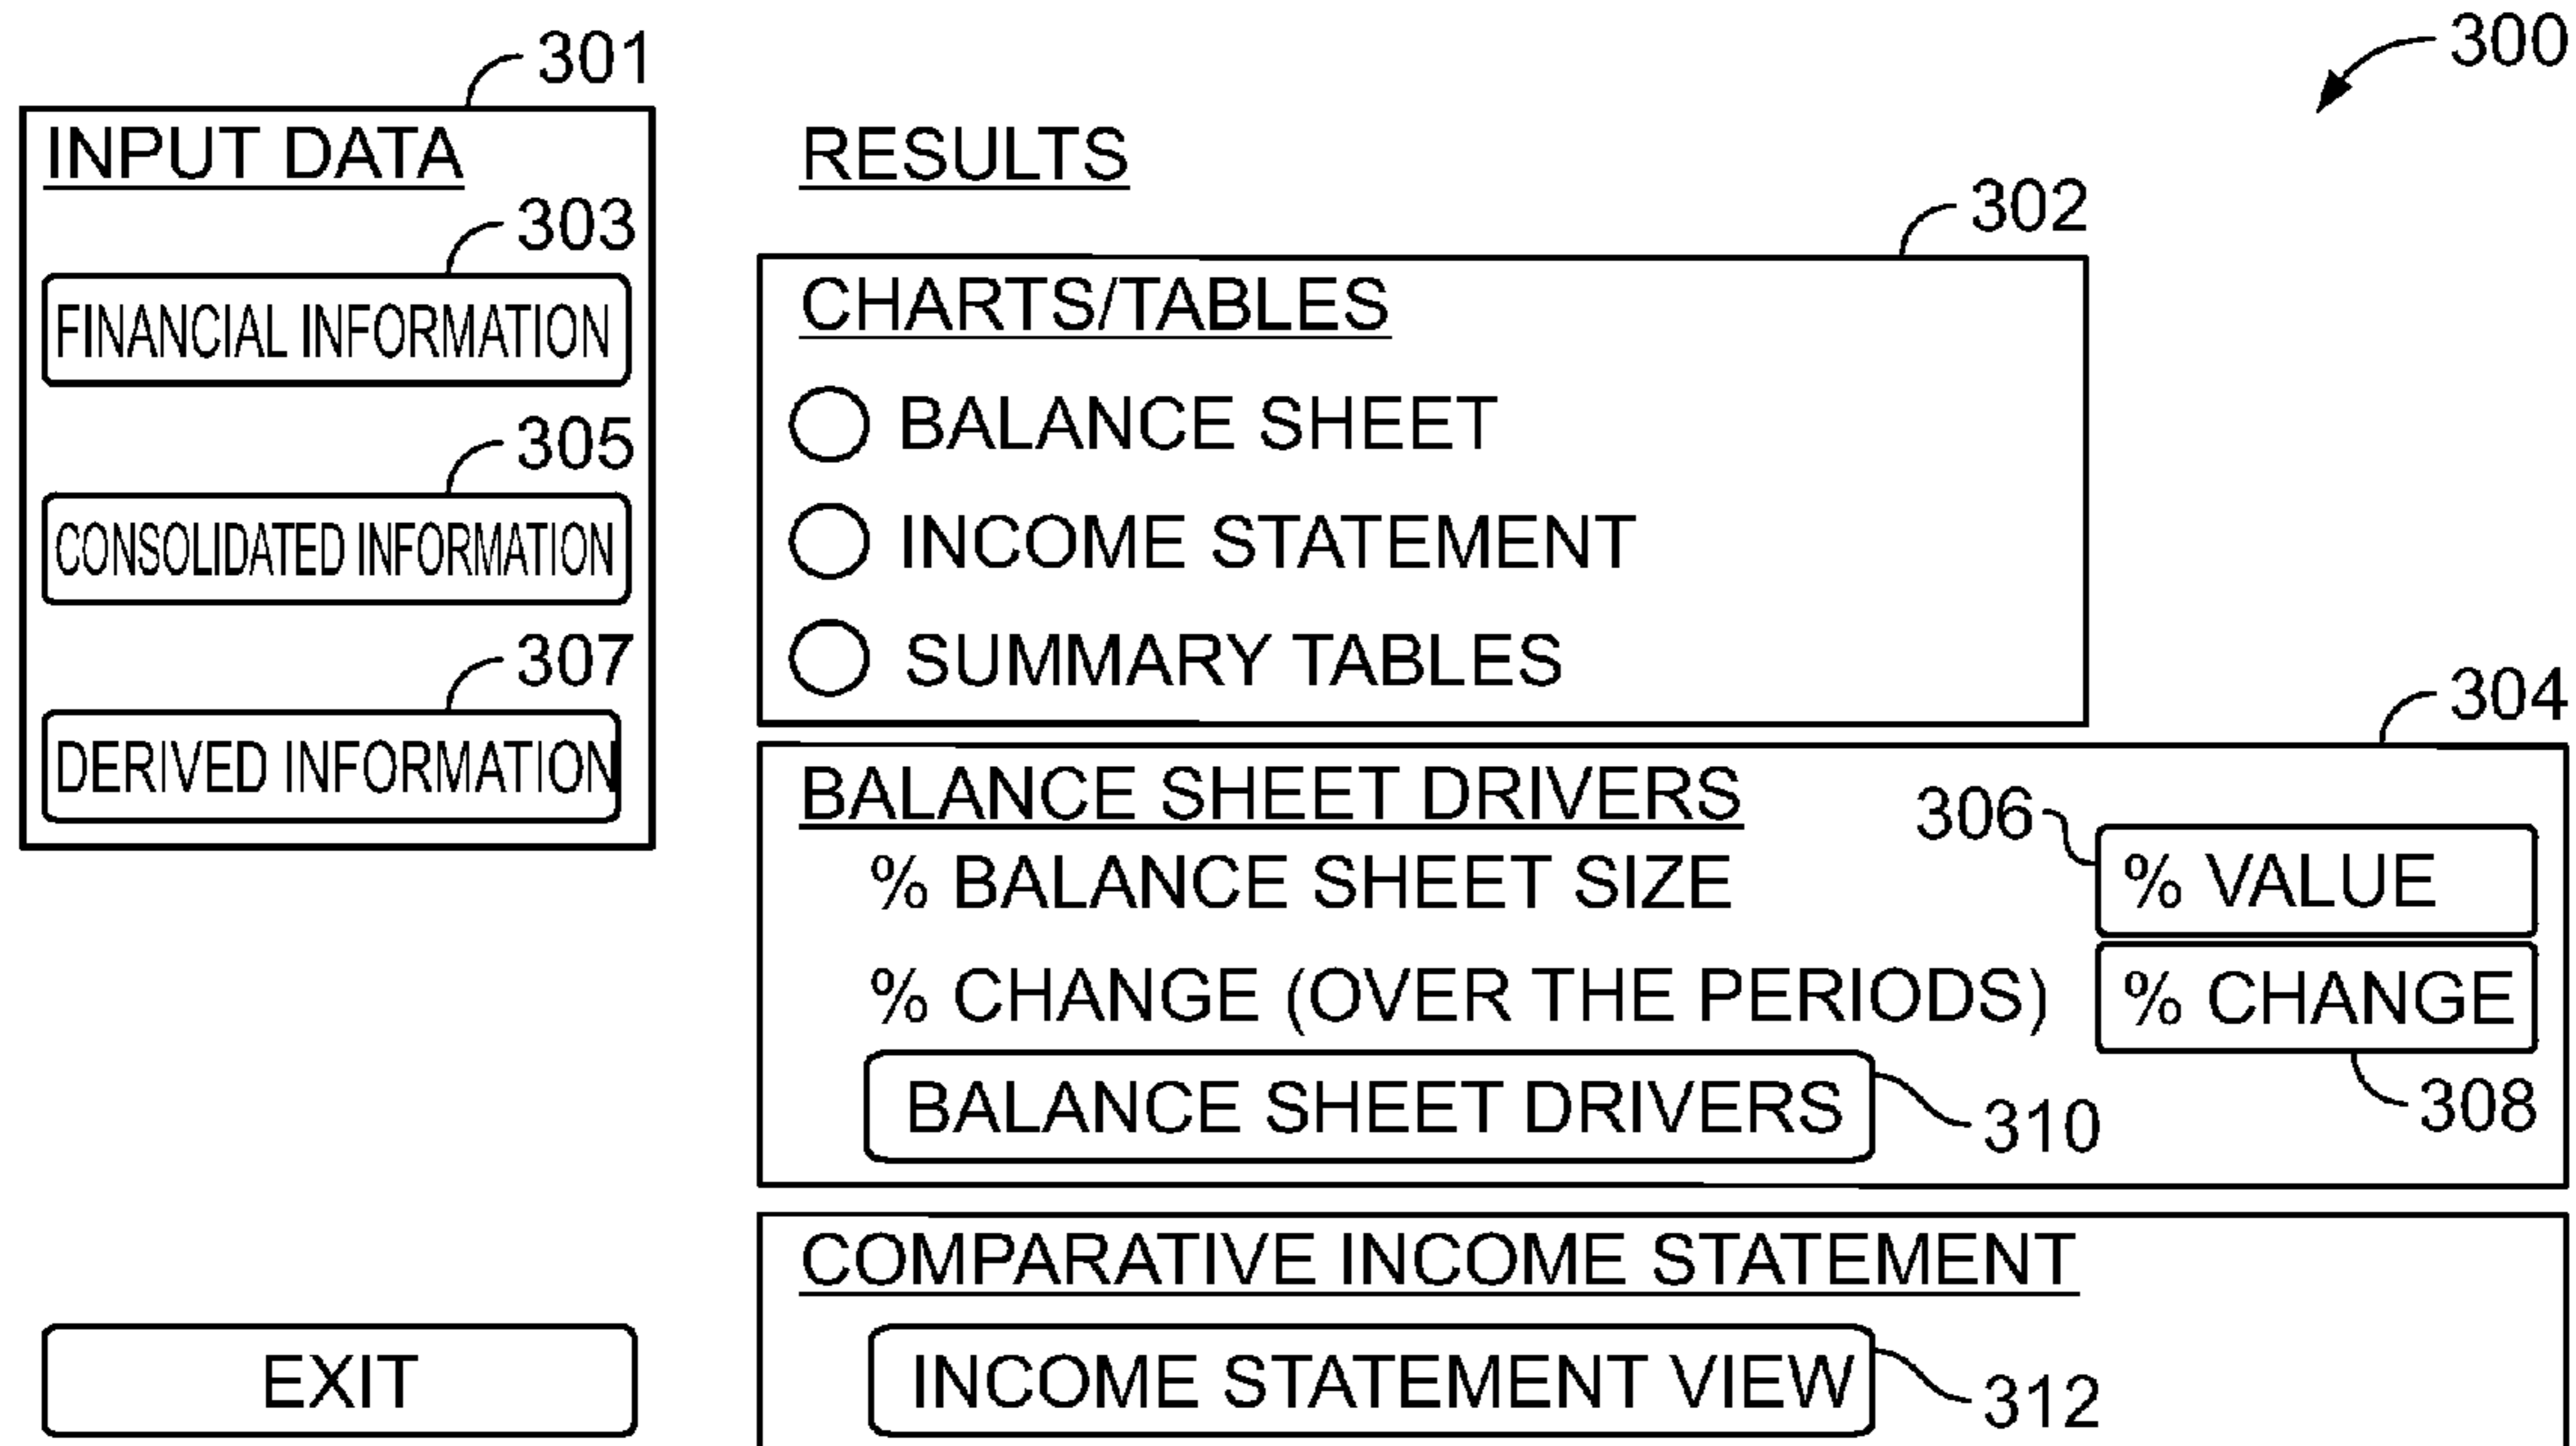 300
301
INPUT DATA
303
FINANCIAL INFORMATION
305
CONSOLIDATED INFORMATION
307
DERIVED INFORMATION
EXIT
RESULTS
302
CHARTS/TABLES
BALANCE SHEET
INCOME STATEMENT
SUMMARY TABLES
304
BALANCE SHEET DRIVERS
% BALANCE SHEET SIZE
306
% VALUE
% CHANGE (OVER THE PERIODS)
% CHANGE
308
BALANCE SHEET DRIVERS
310
COMPARATIVE INCOME STATEMENT
INCOME STATEMENT VIEW
312